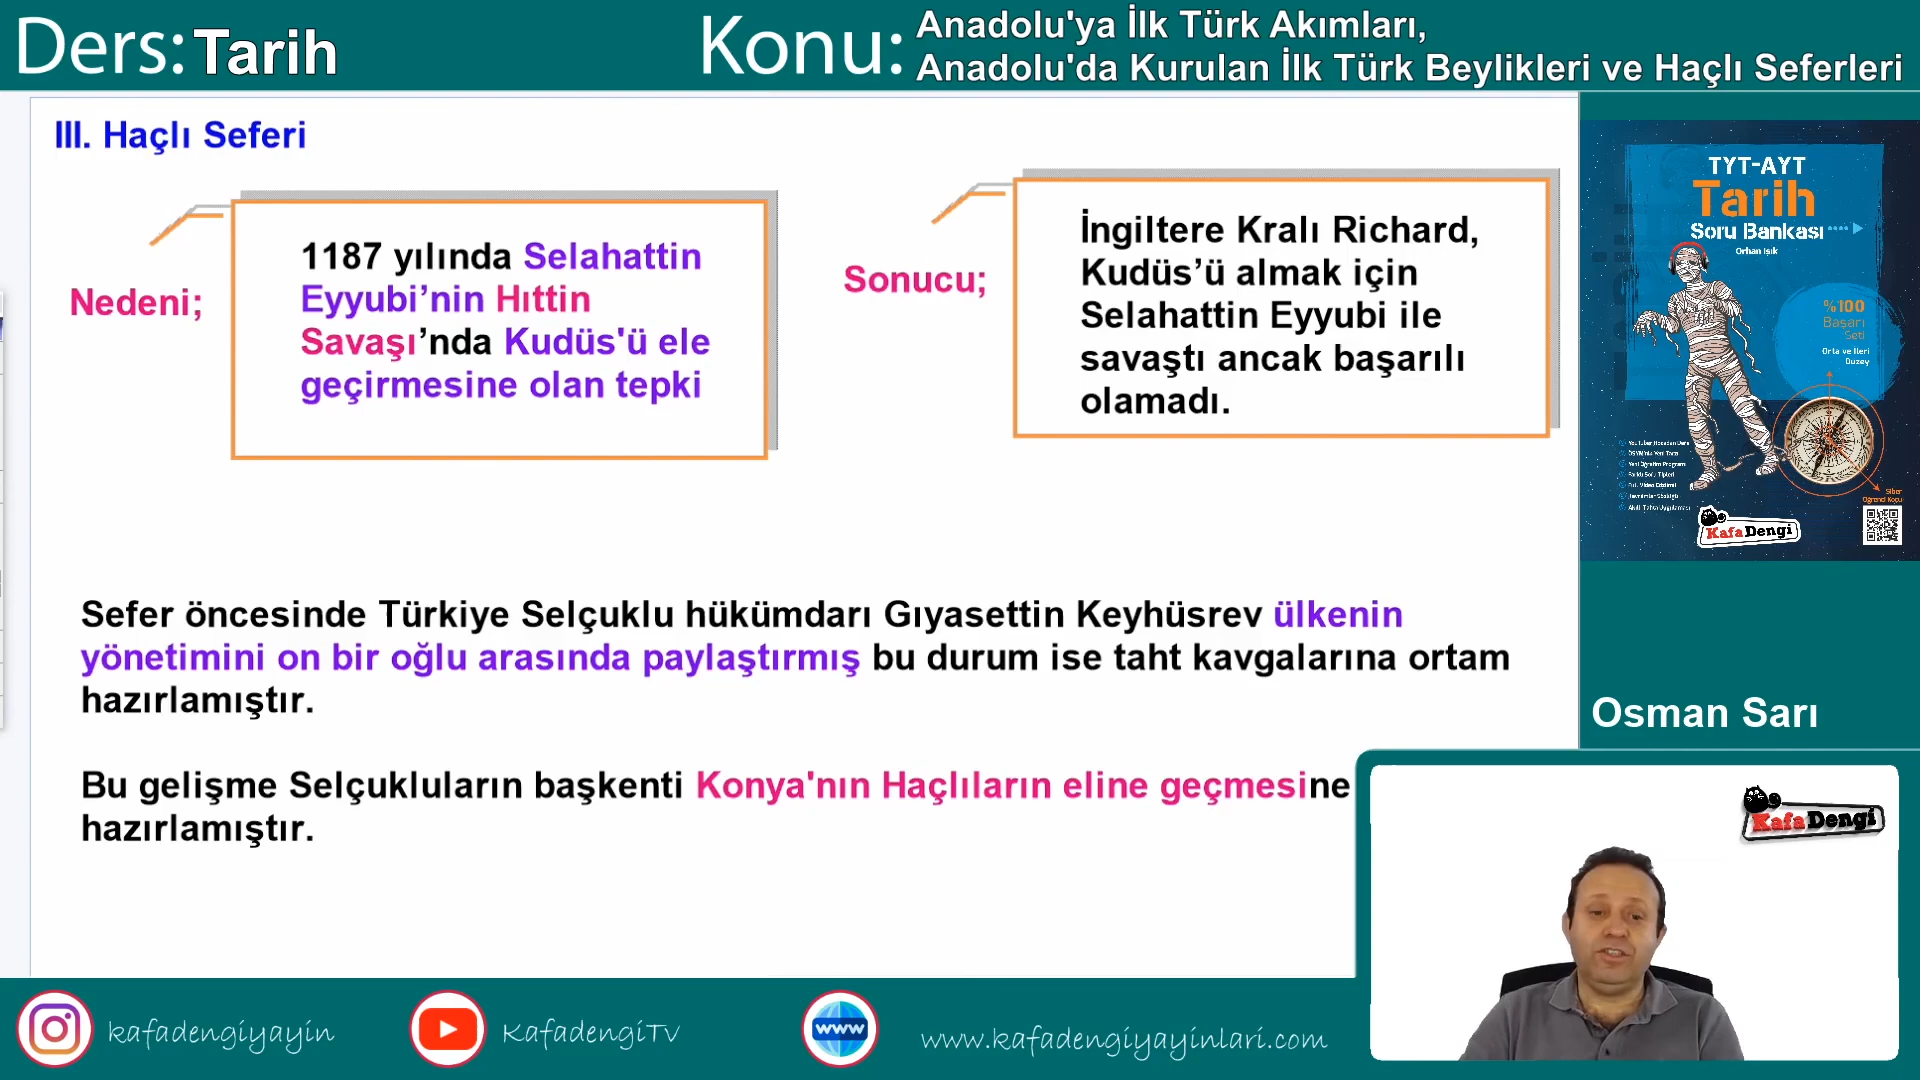 Ders: Tarih
Konu: Anadolu'ya İlk Türk Akımları,
Anadolu'da Kurulan İlk Türk Beylikleri ve Haçlı Seferleri
III. Haçlı Seferi
Nedeni;
1187 yılında Selahattin
Eyyubi’nin Hıttin
Savaşı’nda Kudüs'ü ele
geçirmesine olan tepki
Sonucu;
İngiltere Kralı Richard,
Kudüs’ü almak için
Selahattin Eyyubi ile
savaştı ancak başarılı
olamadı.
Sefer öncesinde Türkiye Selçuklu hükümdarı Gıyasettin Keyhüsrev ülkenin
yönetimini on bir oğlu arasında paylaştırmış bu durum ise taht kavgalarına ortam
hazırlamıştır.
Bu gelişme Selçukluların başkenti Konya'nın Haçlıların eline geçmesine
hazırlamıştır.
TYT-AYT
Tarih
Soru Bankası
Orhan Işık
%100
Başarı
Seti
Orta ve İleri
Düzey
KafaDengi
Osman Sarı
KafaDengi
kafadengiyayin
KafadengiTv
www
www.kafadengiyayinlari.com